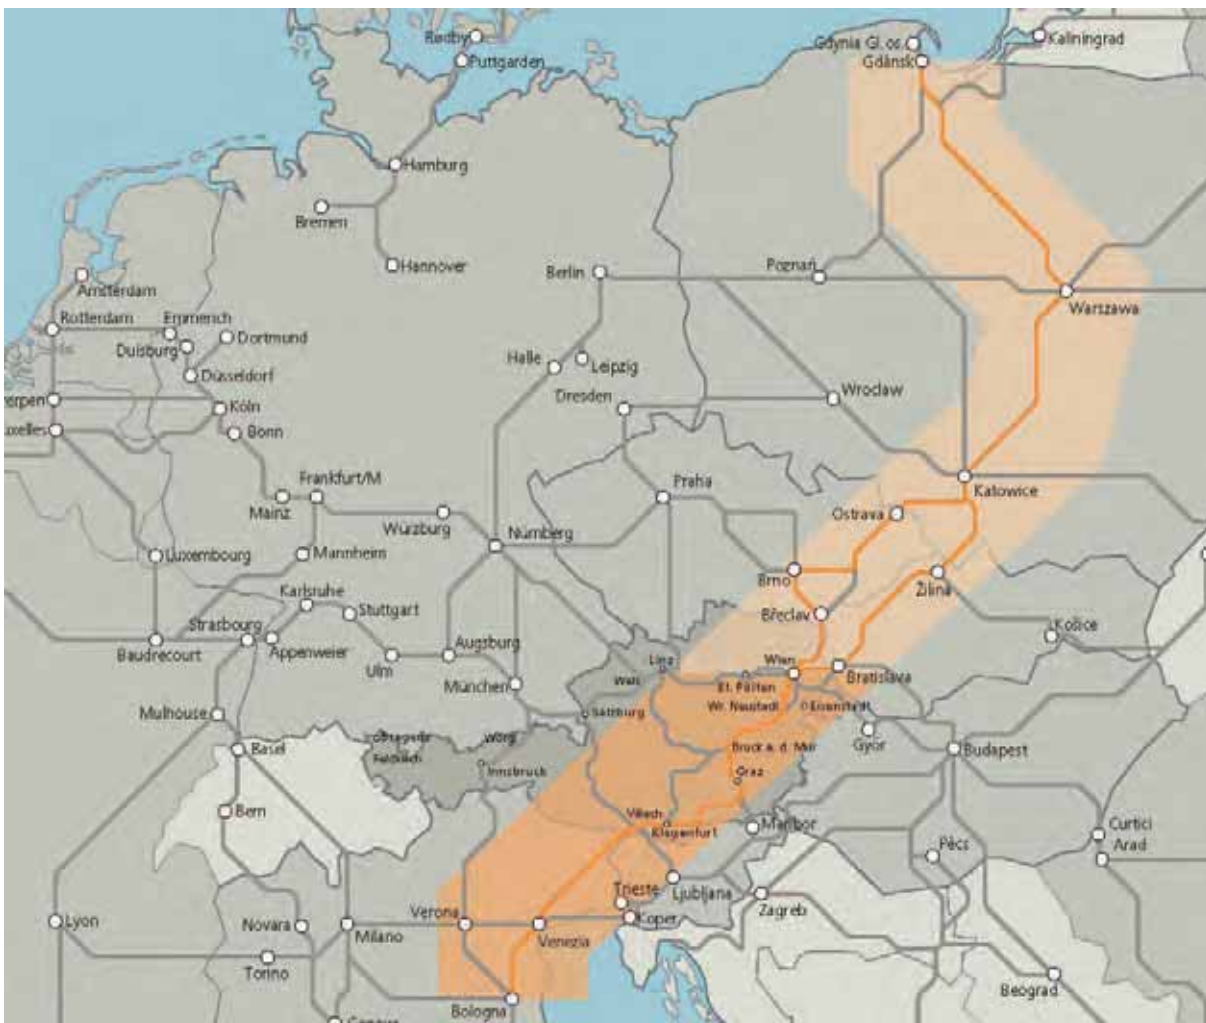 Rødby
Puttgarden
Gdynia Gl. os.
Gdańsk
Kaliningrad
Hamburg
Bremen
Hannover
Amsterdam
Berlin
Poznań
Warszawa
Rotterdam
Emmerich
Dortmund
Duisburg
Düsseldorf
Halle
Leipzig
Dresden
Wrocław
erpen
Köln
uxelles
Bonn
Frankfurt/M
Mainz
Würzburg
Nürnberg
Praha
Katowice
Ostrava
Luxembourg
Mannheim
Brno
Žilina
Karlsruhe
Stuttgart
Břeclav
Strasbourg
Appenweier
Baudrecourt
Ulm
Augsburg
München
Košice
Linz
Wels
Wien
St. Pölten
Bratislava
Wr. Neustadt
Eisenstadt
Mulhouse
Salzburg
Győr
Budapest
Basel
Feldkirch
Wörgl
Innsbruck
Bruck a. d. Mur
Graz
Bern
Villach
Klagenfurt
Maribor
Pécs
Curtici
Arad
Lyon
Novara
Milano
Verona
Venezia
Trieste
Koper
Ljubljana
Zagreb
Torino
Bologna
Beograd